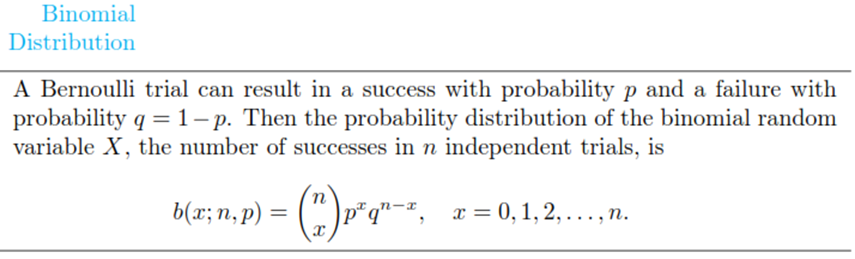 Binomial
Distribution
A Bernoulli trial can result in a success with probability p and a failure with
probability q = 1 – p. Then the probability distribution of the binomial random
variable X, the number of successes in n independent trials, is
b(x; n, p) = \binom{n}{x} p^x q^{n-x}, x = 0, 1, 2, . . . , n.